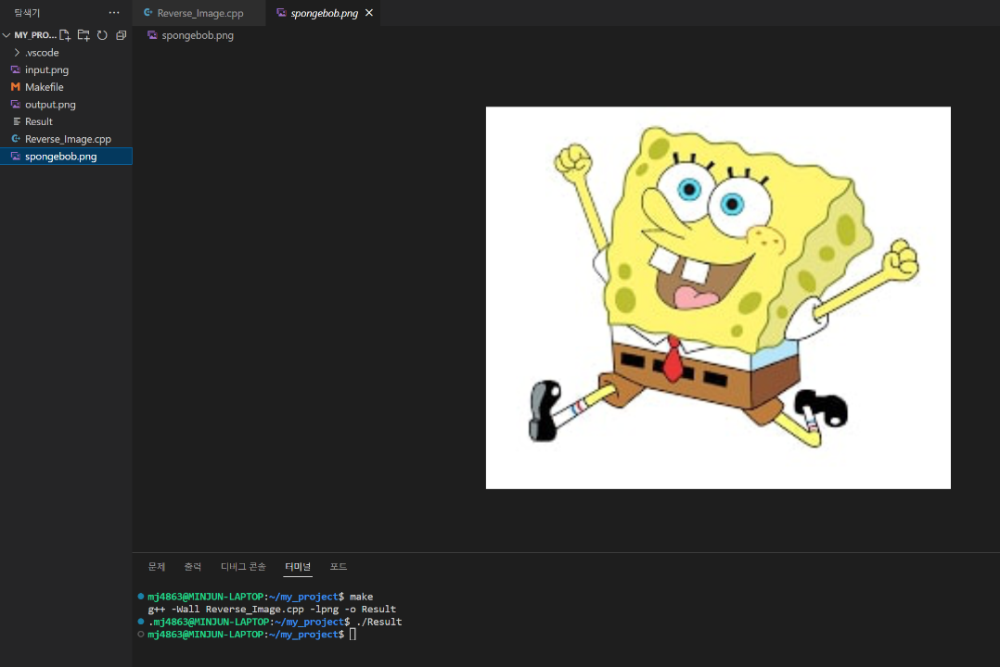 탐색기 ···
MY_PRO...
.vscode
input.png
Makefile
output.png
Result
Reverse_Image.cpp
spongebob.png
Reverse_Image.cpp spongebob.png
spongebob.png
문제 출력 디버그 콘솔 터미널 포트
mj4863@MINJUN-LAPTOP:~/my_project$ make
g++ -Wall Reverse_Image.cpp -lpng -o Result
.mj4863@MINJUN-LAPTOP:~/my_project$ ./Result
mj4863@MINJUN-LAPTOP:~/my_project$